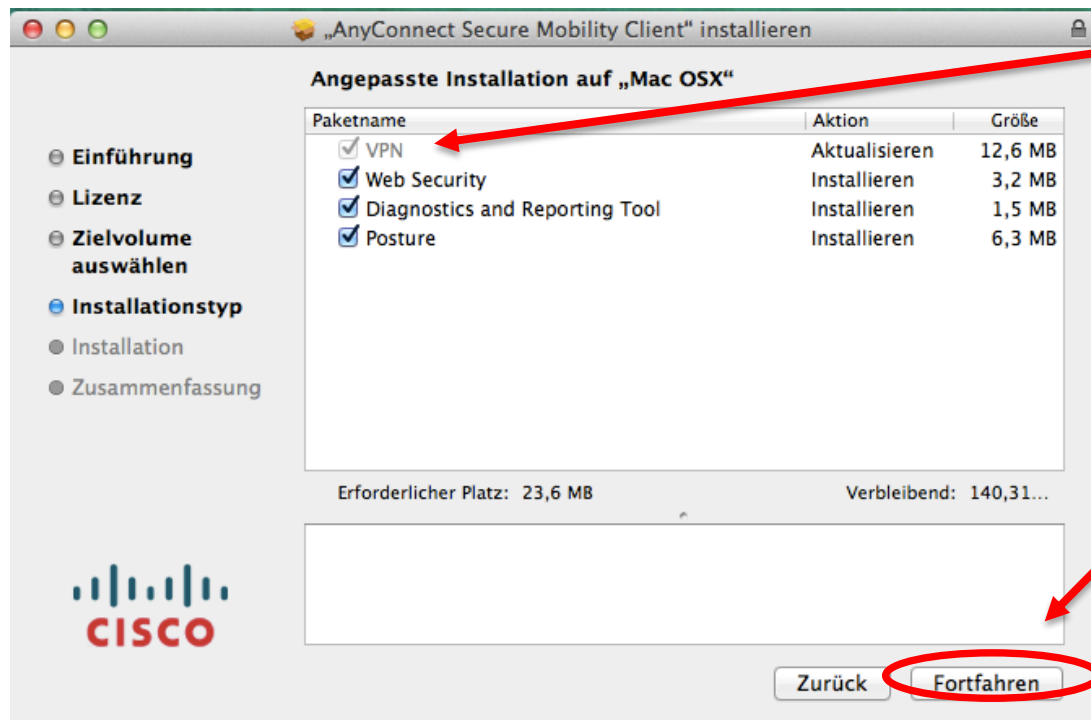 „AnyConnect Secure Mobility Client“ installieren
Angepasste Installation auf „Mac OSX“
Einführung
Lizenz
Zielvolume
auswählen
Installationstyp
Installation
Zusammenfassung
Paketname Aktion Größe
VPN Aktualisieren 12,6 MB
Web Security Installieren 3,2 MB
Diagnostics and Reporting Tool Installieren 1,5 MB
Posture Installieren 6,3 MB
Erforderlicher Platz: 23,6 MB Verbleibend: 140,31...
CISCO
Zurück Fortfahren